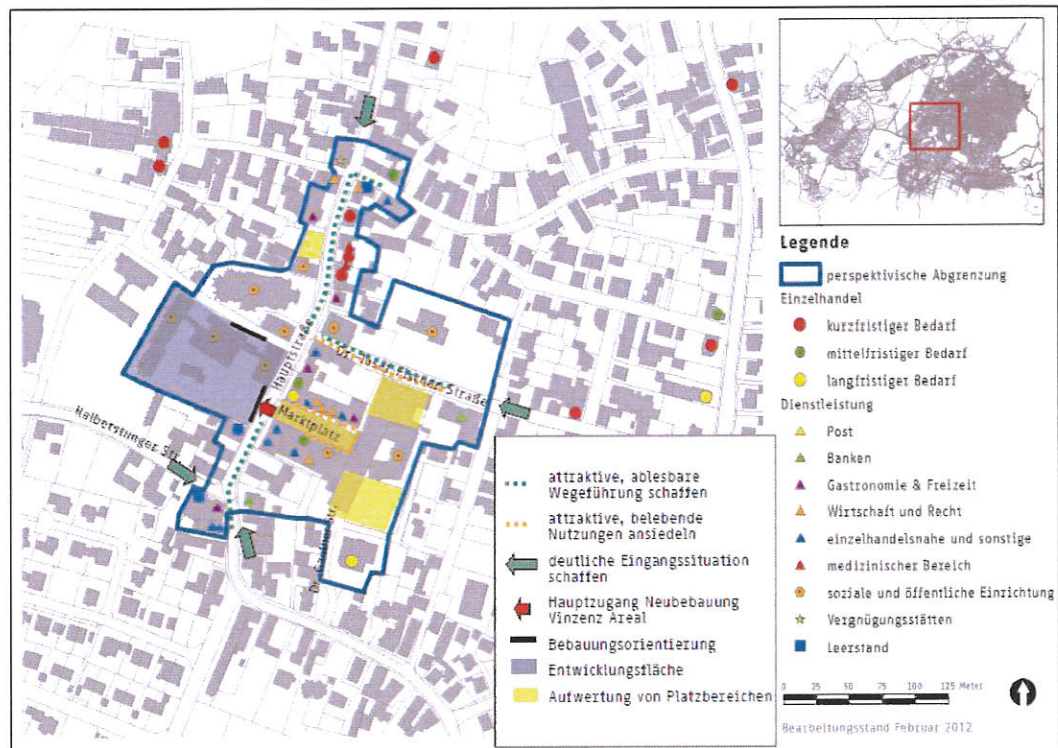 Hauptstraße
Straße
Marktplatz
Halberstunger Str.
attraktive, ablesbare
Wegeführung schaffen
attraktive, belebende
Nutzungen ansiedeln
deutliche Eingangssituation
schaffen
Hauptzugang Neubebauung
Vinzenz Areal
Bebauungsorientierung
Entwicklungsfläche
Aufwertung von Platzbereichen
Legende
perspektivische Abgrenzung
Einzelhandel
kurzfristiger Bedarf
mittelfristiger Bedarf
langfristiger Bedarf
Dienstleistung
Post
Banken
Gastronomie & Freizeit
Wirtschaft und Recht
einzelhandelsnahe und sonstige
medizinischer Bereich
soziale und öffentliche Einrichtung
Vergnügungsstätten
Leerstand
0 25 50 75 100 125 Meter
Bearbeitungsstand Februar 2012